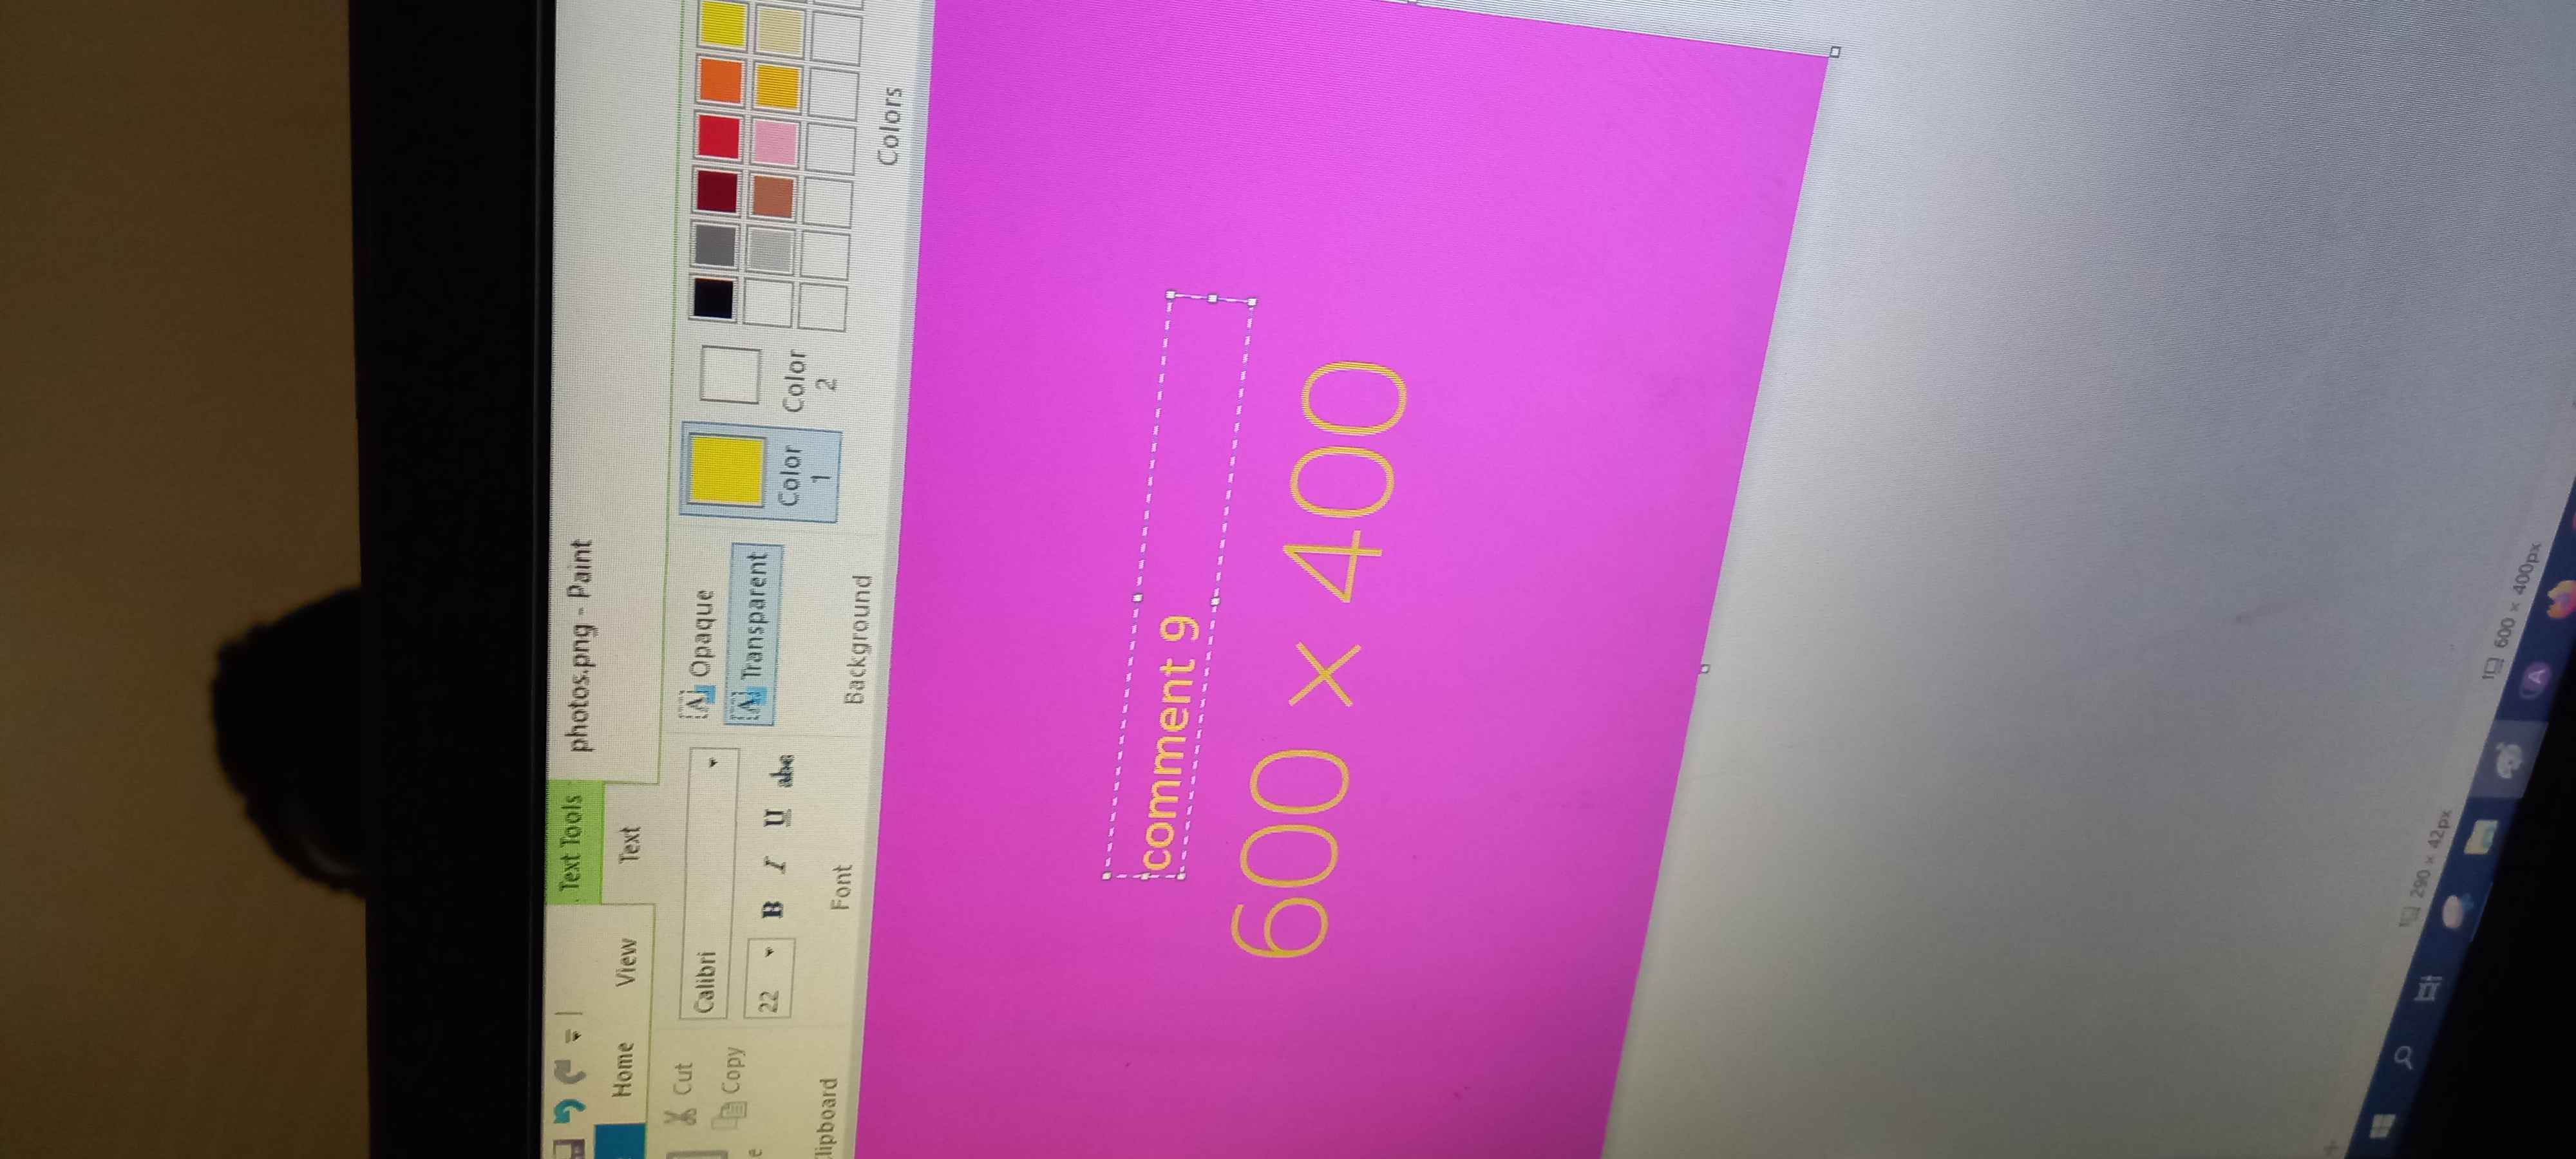 Text Tools
photos.png - Paint
Home
View
Text
Cut
Copy
Calibri
22
B I U abc
Font
Opaque
Transparent
Background
Color 1
Color 2
Colors
comment 9
600 × 400
290 × 42px
600 × 400px